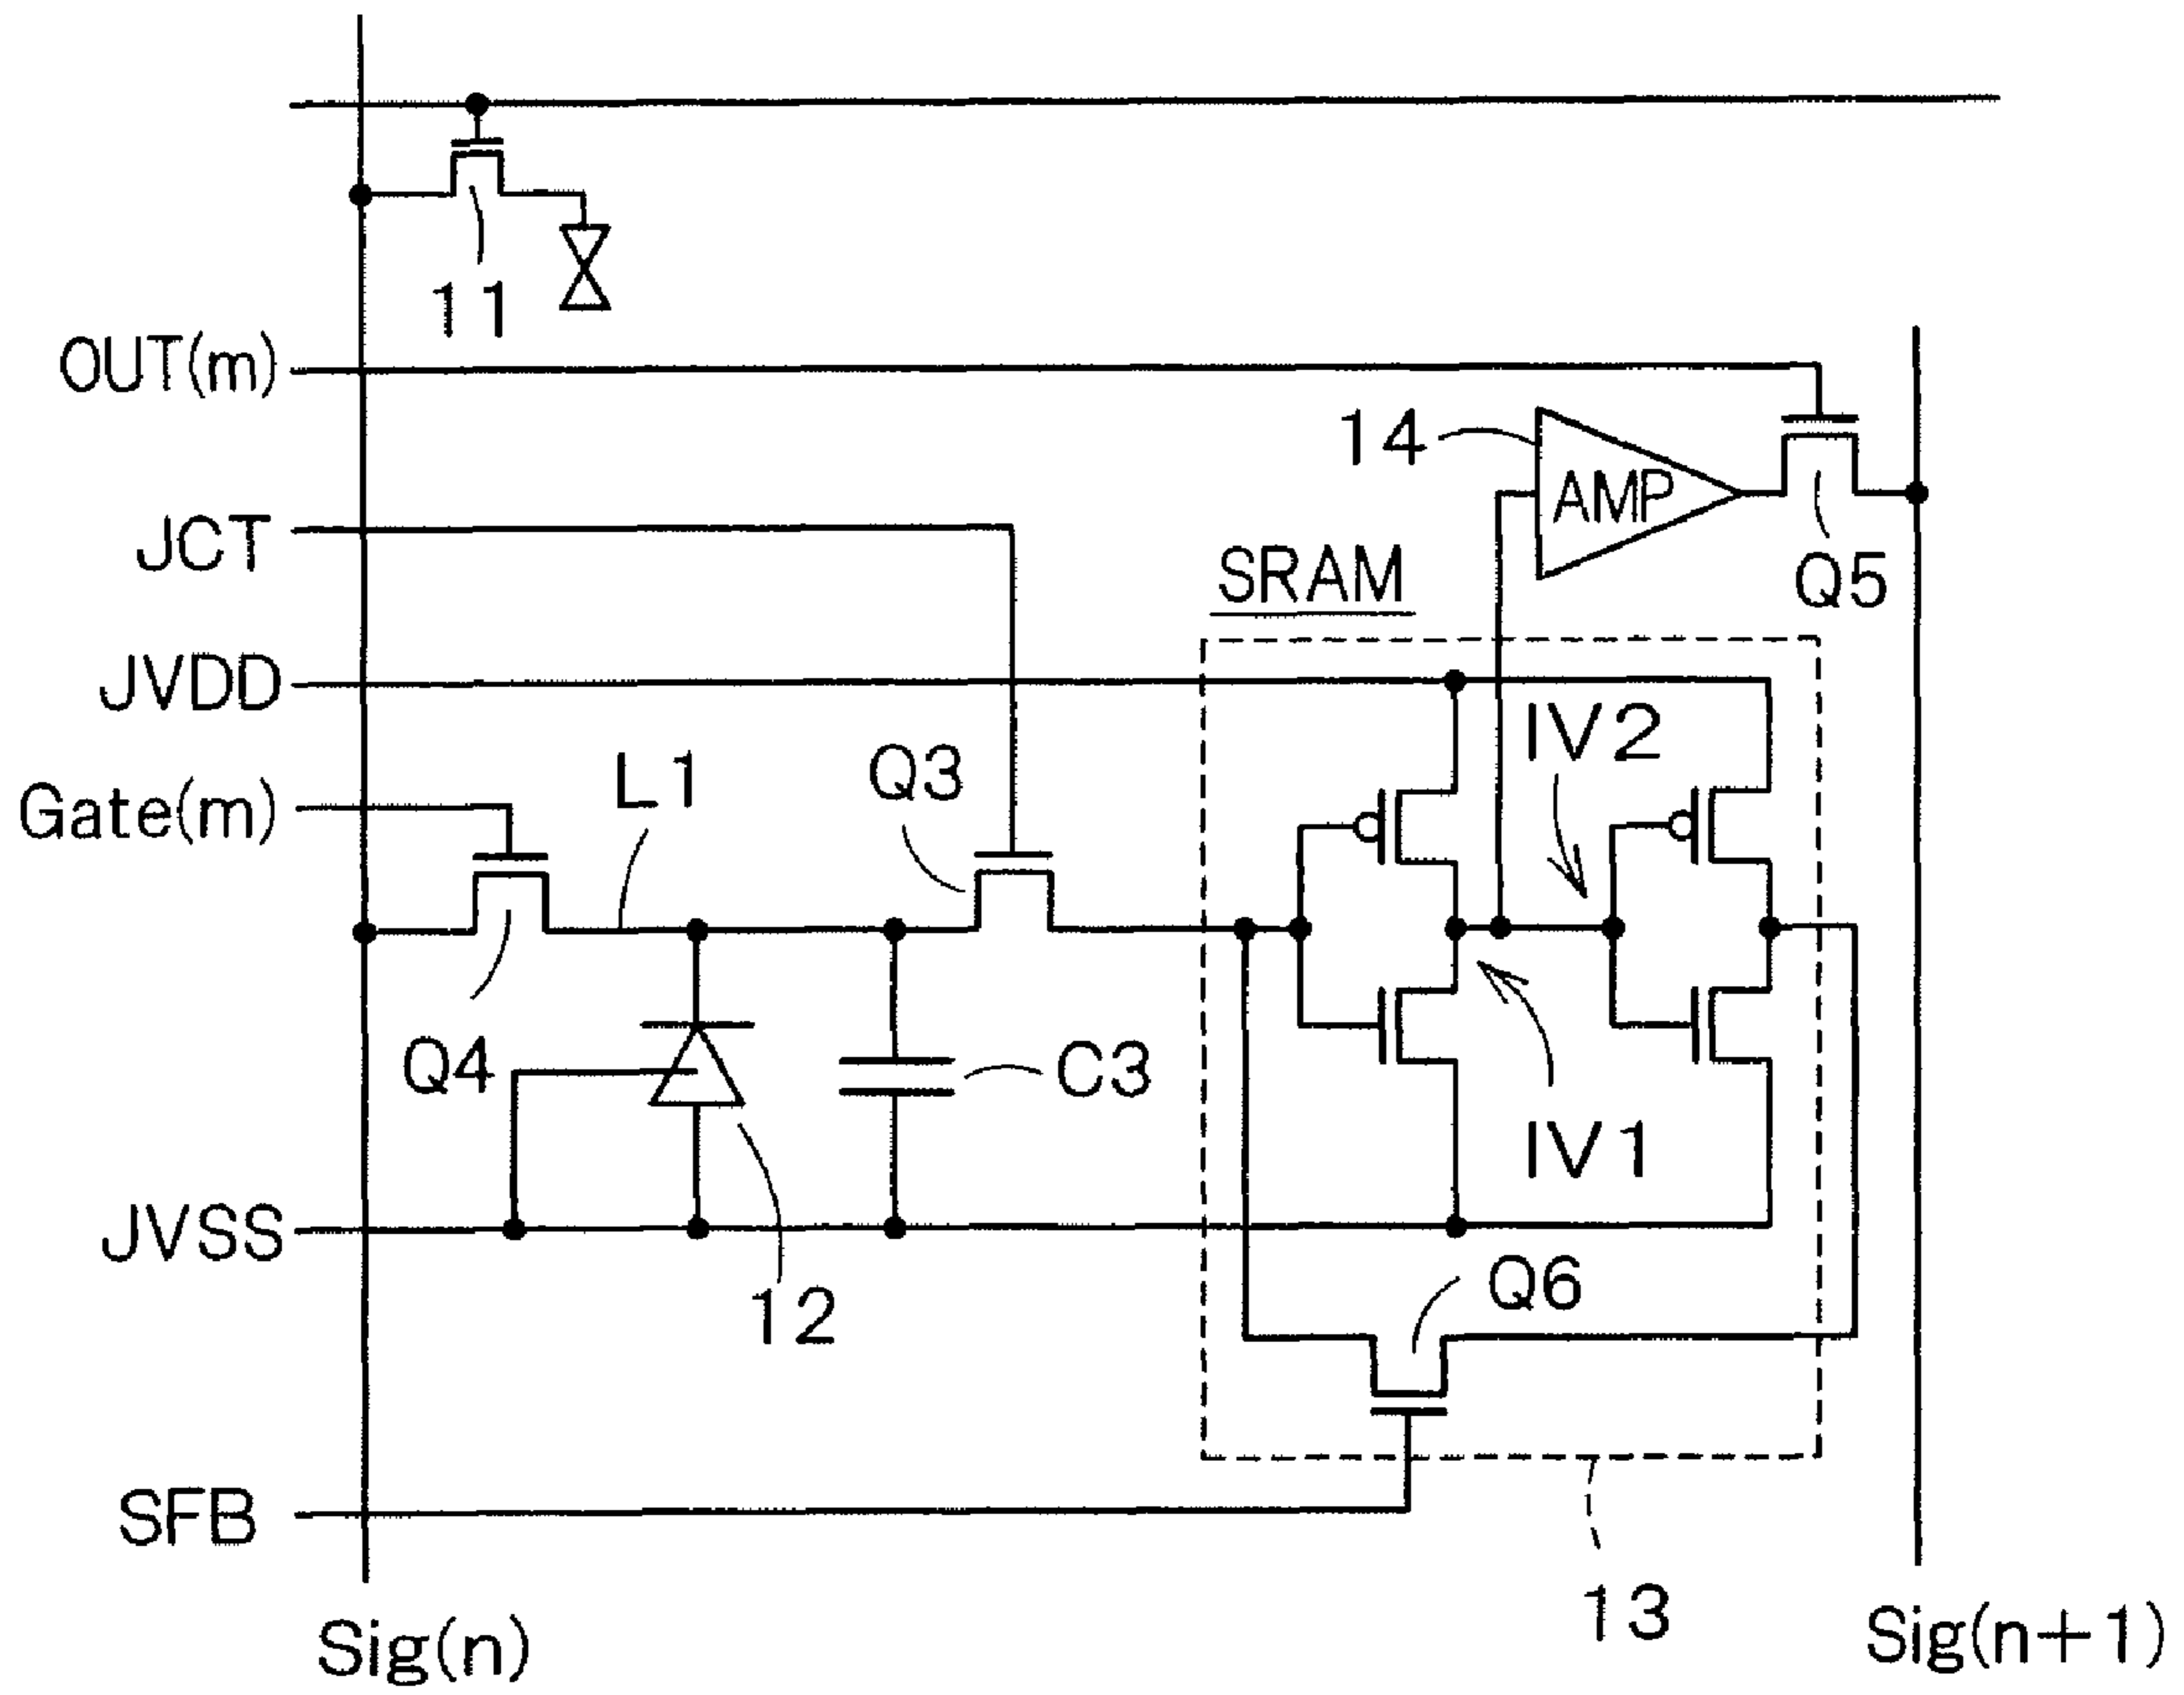 11
OUT(m)
14
AMP
JCT
SRAM
Q5
JVDD
IV2
L1
Q3
Gate(m)
Q4
C3
IV1
JVSS
Q6
12
SFB
13
Sig(n)
Sig(n+1)